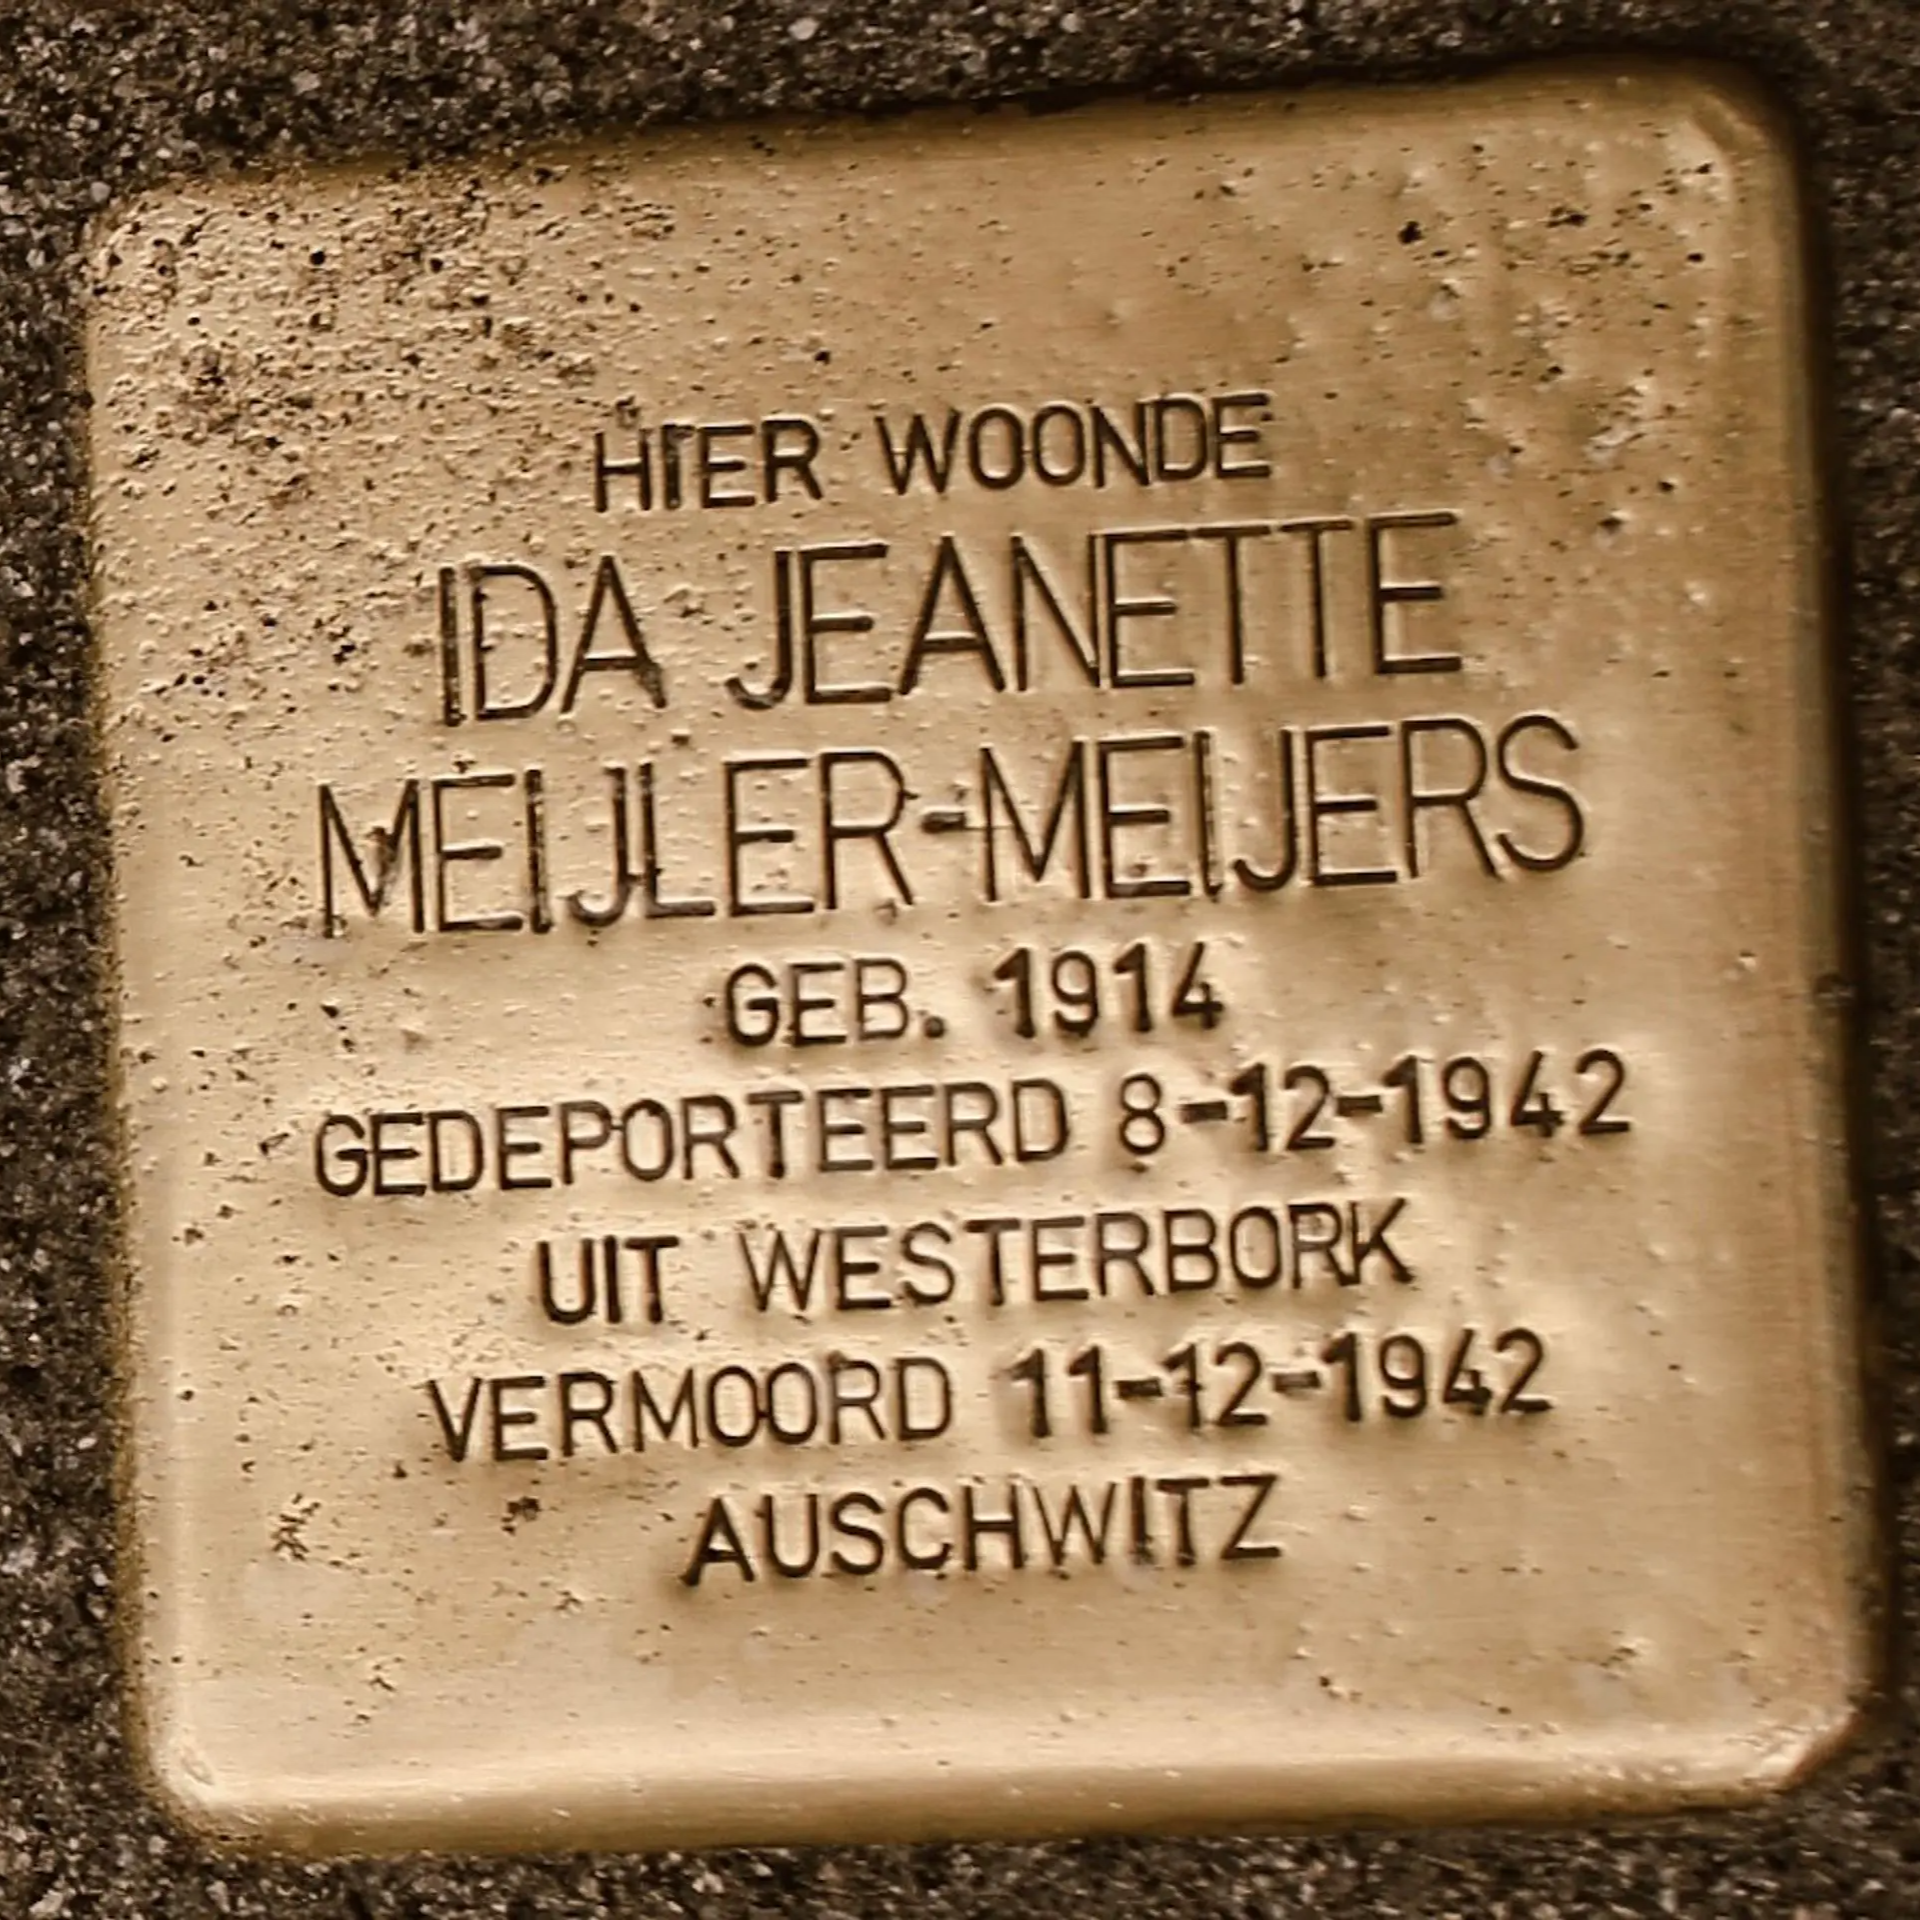 HIER WOONDE
IDA JEANETTE
MEIJLER-MEIJERS
GEB. 1914
GEDEPORTEERD 8-12-1942
UIT WESTERBORK
VERMOORD 11-12-1942
AUSCHWITZ